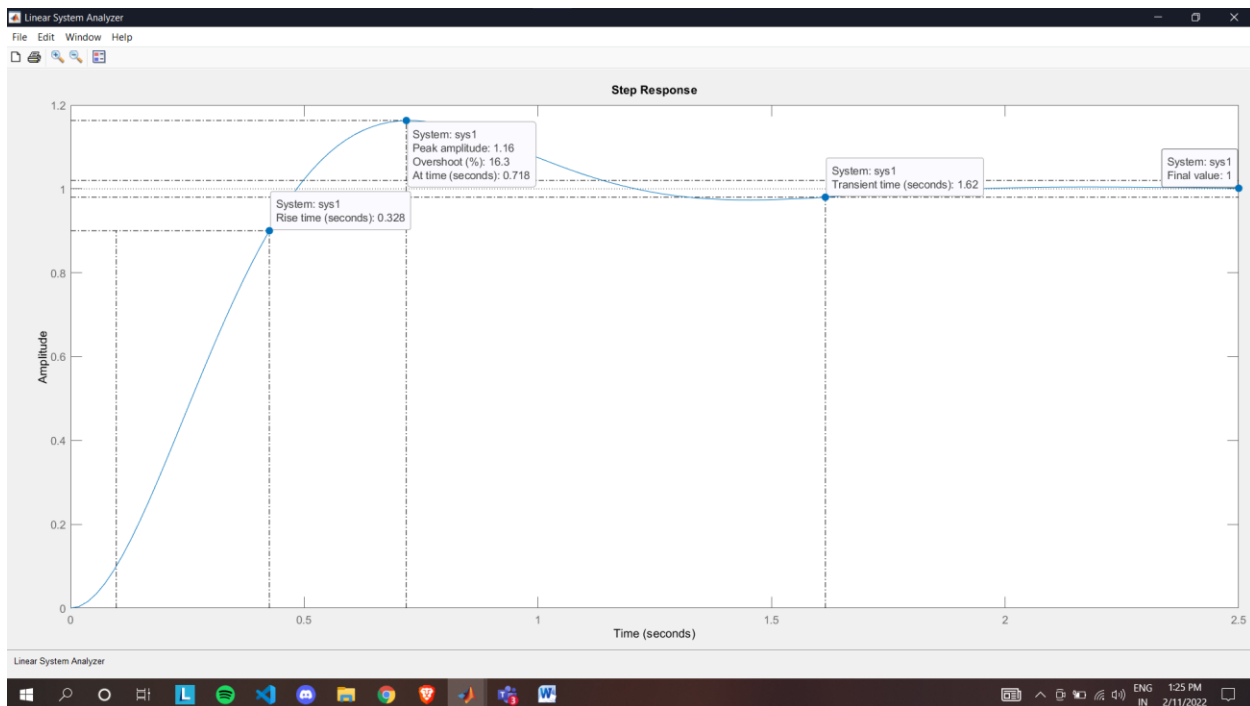 Linear System Analyzer
File Edit Window Help
Step Response
1.2
1
0.8
0.6
0.4
0.2
0
Amplitude
System: sys1
Rise time (seconds): 0.328
System: sys1
Peak amplitude: 1.16
Overshoot (%): 16.3
At time (seconds): 0.718
System: sys1
Transient time (seconds): 1.62
System: sys1
Final value: 1
0 0.5 1 1.5 2 2.5
Time (seconds)
Linear System Analyzer
L
3
W
ENG
IN
1:25 PM
2/11/2022